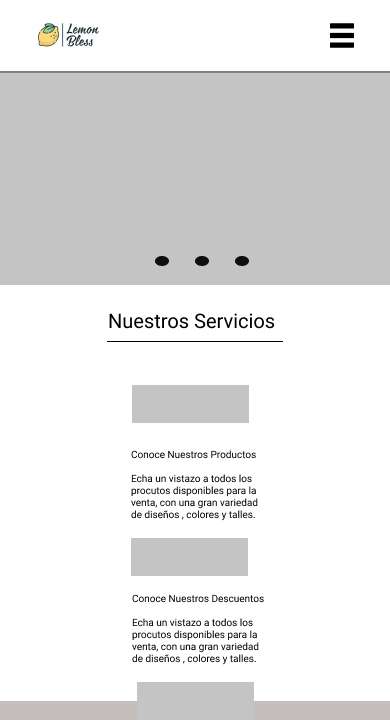 Lemon
Bless
Nuestros Servicios
Conoce Nuestros Productos
Echa un vistazo a todos los
procutos disponibles para la
venta, con una gran variedad
de diseños , colores y talles.
Conoce Nuestros Descuentos
Echa un vistazo a todos los
procutos disponibles para la
venta, con una gran variedad
de diseños , colores y talles.